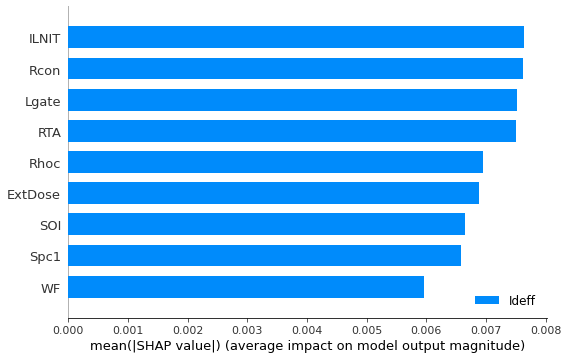 ILNIT
Rcon
Lgate
RTA
Rhoc
ExtDose
SOI
Spc1
WF
Ideff
0.000 0.001 0.002 0.003 0.004 0.005 0.006 0.007 0.008
mean(|SHAP value|) (average impact on model output magnitude)